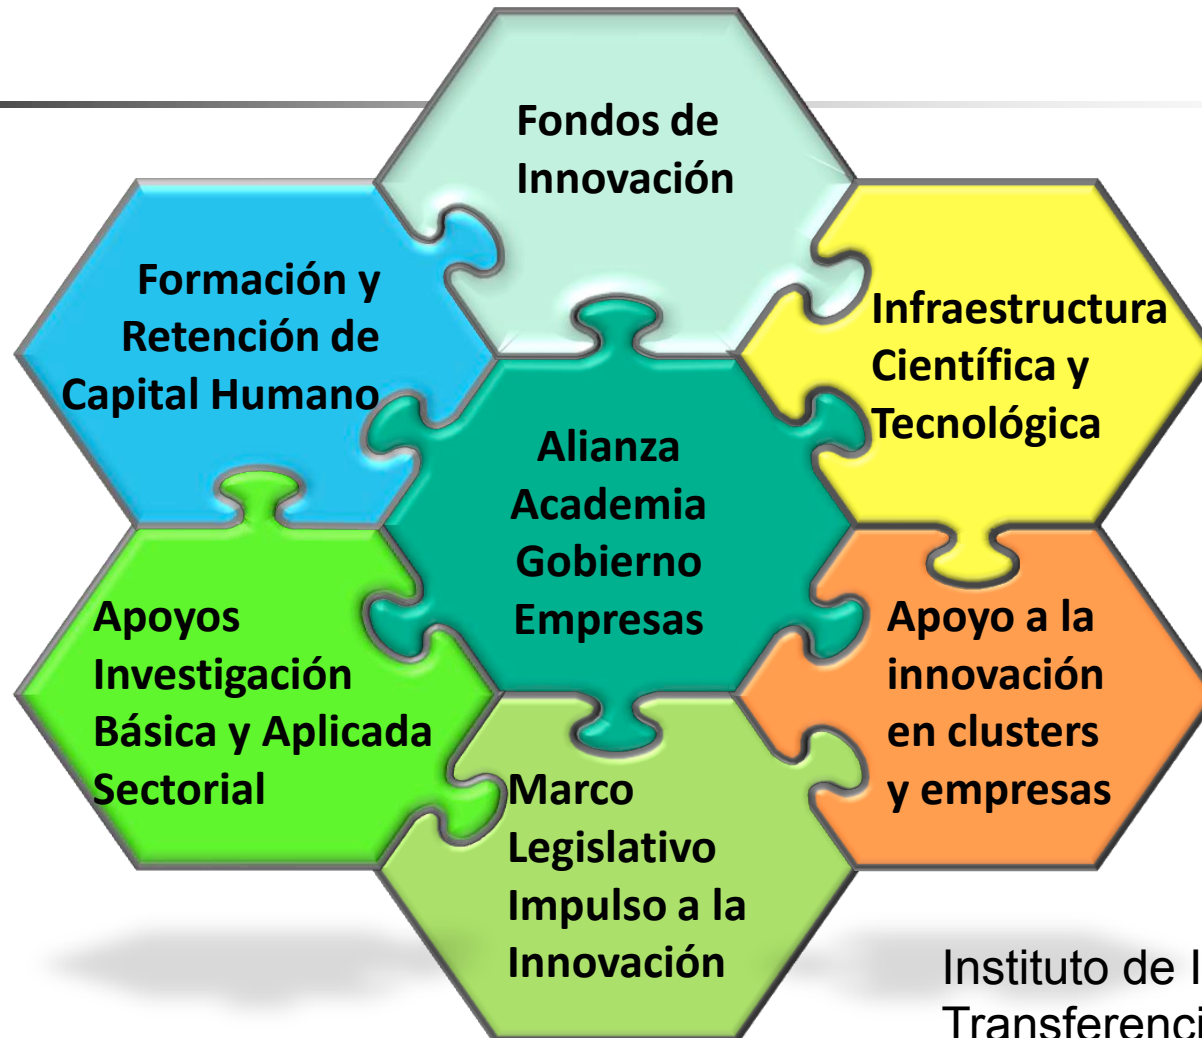 Fondos de
Innovación
Formación y
Retención de
Capital Humano
Infraestructura
Científica y
Tecnológica
Alianza
Academia
Gobierno
Empresas
Apoyos
Investigación
Básica y Aplicada
Sectorial
Apoyo a la
innovación
en clusters
y empresas
Marco
Legislativo
Impulso a la
Innovación
Instituto de